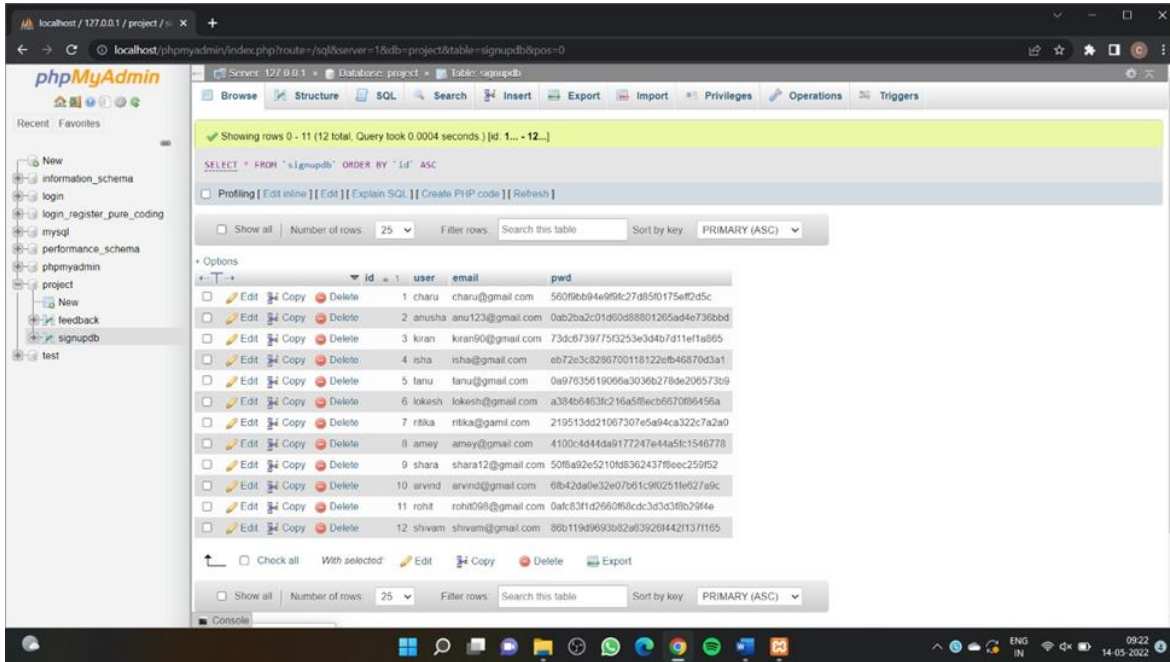 localhost / 127.0.0.1 / project / si
localhost/phpmyadmin/index.php?route=/sql&server=1&db=project&table=signupdb&pos=0
phpMyAdmin
Recent Favorites
New
information_schema
login
login_register_pure_coding
mysql
performance_schema
phpmyadmin
project
New
feedback
signupdb
test
Server: 127.0.0.1 » Database: project » Table: signupdb
Browse Structure SQL Search Insert Export Import Privileges Operations Triggers
Showing rows 0 - 11 (12 total, Query took 0.0004 seconds.) [id: 1... - 12...]
SELECT * FROM `signupdb` ORDER BY `id` ASC
Profiling [ Edit inline ] [ Edit ] [ Explain SQL ] [ Create PHP code ] [ Refresh ]
Show all Number of rows: 25 Filter rows: Search this table Sort by key: PRIMARY (ASC)
+ Options
id 1 user email pwd
Edit Copy Delete 1 charu charu@gmail.com
Edit Copy Delete 2 anusha anu123@gmail.com
Edit Copy Delete 3 kiran kiran90@gmail.com
Edit Copy Delete 4 isha isha@gmail.com
Edit Copy Delete 5 tanu tanu@gmail.com
Edit Copy Delete 6 lokesh lokesh@gmail.com
Edit Copy Delete 7 ritika ritika@gamil.com
Edit Copy Delete 8 amey amey@gmail.com
Edit Copy Delete 9 shara shara12@gmail.com
Edit Copy Delete 10 arvind arvind@gmail.com
Edit Copy Delete 11 rohit rohit098@gmail.com
Edit Copy Delete 12 shivam shivam@gmail.com
Check all With selected: Edit Copy Delete Export
Show all Number of rows: 25 Filter rows: Search this table Sort by key: PRIMARY (ASC)
Console
ENG
IN
09:22
14-05-2022